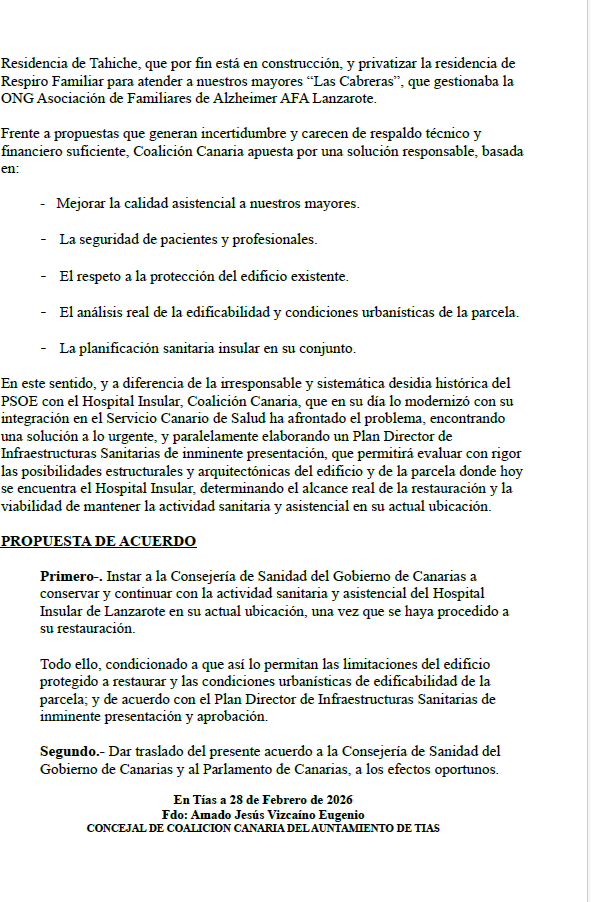 Residencia de Tahiche, que por fin está en construcción, y privatizar la residencia de
Respiro Familiar para atender a nuestros mayores “Las Cabreras”, que gestionaba la
ONG Asociación de Familiares de Alzheimer AFA Lanzarote.
Frente a propuestas que generan incertidumbre y carecen de respaldo técnico y
financiero suficiente, Coalición Canaria apuesta por una solución responsable, basada
en:
- Mejorar la calidad asistencial a nuestros mayores.
- La seguridad de pacientes y profesionales.
- El respeto a la protección del edificio existente.
- El análisis real de la edificabilidad y condiciones urbanísticas de la parcela.
- La planificación sanitaria insular en su conjunto.
En este sentido, y a diferencia de la irresponsable y sistemática desidia histórica del
PSOE con el Hospital Insular, Coalición Canaria, que en su día lo modernizó con su
integración en el Servicio Canario de Salud ha afrontado el problema, encontrando
una solución a lo urgente, y paralelamente elaborando un Plan Director de
Infraestructuras Sanitarias de inminente presentación, que permitirá evaluar con rigor
las posibilidades estructurales y arquitectónicas del edificio y de la parcela donde hoy
se encuentra el Hospital Insular, determinando el alcance real de la restauración y la
viabilidad de mantener la actividad sanitaria y asistencial en su actual ubicación.
PROPUESTA DE ACUERDO
Primero-. Instar a la Consejería de Sanidad del Gobierno de Canarias a
conservar y continuar con la actividad sanitaria y asistencial del Hospital
Insular de Lanzarote en su actual ubicación, una vez que se haya procedido a
su restauración.
Todo ello, condicionado a que así lo permitan las limitaciones del edificio
protegido a restaurar y las condiciones urbanísticas de edificabilidad de la
parcela; y de acuerdo con el Plan Director de Infraestructuras Sanitarias de
inminente presentación y aprobación.
Segundo.- Dar traslado del presente acuerdo a la Consejería de Sanidad del
Gobierno de Canarias y al Parlamento de Canarias, a los efectos oportunos.
En Tías a 28 de Febrero de 2026
Fdo: Amado Jesús Vizcaíno Eugenio
CONCEJAL DE COALICION CANARIA DEL AUNTAMIENTO DE TIAS